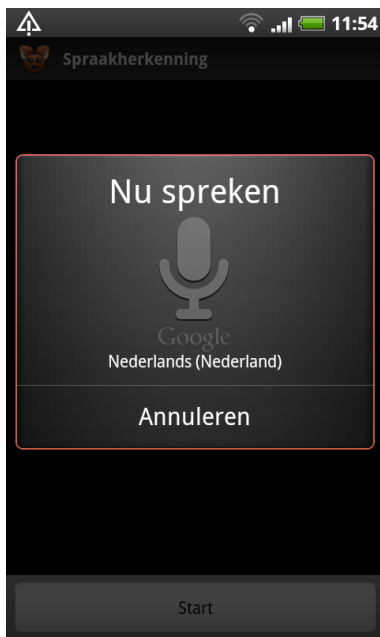 11:54
Spraakherkenning
Nu spreken
Google
Nederlands (Nederland)
Annuleren
Start